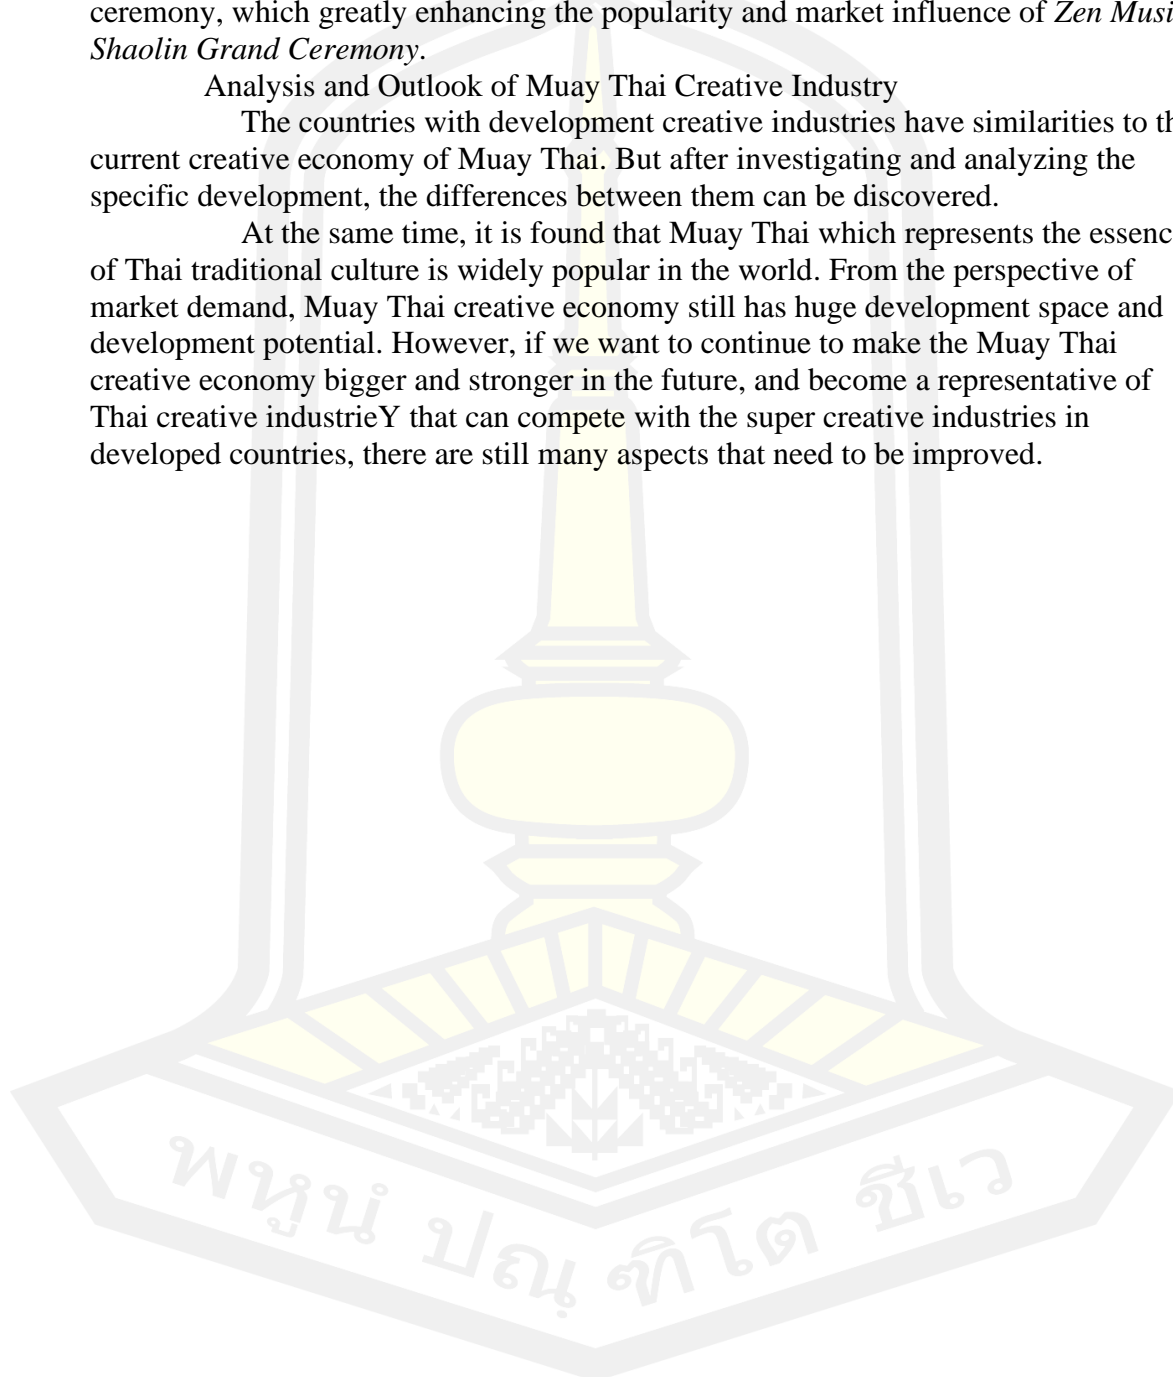 ceremony, which greatly enhancing the popularity and market influence of Zen Musi
Shaolin Grand Ceremony.
Analysis and Outlook of Muay Thai Creative Industry
The countries with development creative industries have similarities to th
current creative economy of Muay Thai. But after investigating and analyzing the
specific development, the differences between them can be discovered.
At the same time, it is found that Muay Thai which represents the essenc
of Thai traditional culture is widely popular in the world. From the perspective of
market demand, Muay Thai creative economy still has huge development space and
development potential. However, if we want to continue to make the Muay Thai
creative economy bigger and stronger in the future, and become a representative of
Thai creative industrieY that can compete with the super creative industries in
developed countries, there are still many aspects that need to be improved.
พหูนํ ปณฺฑิโต ชีเว